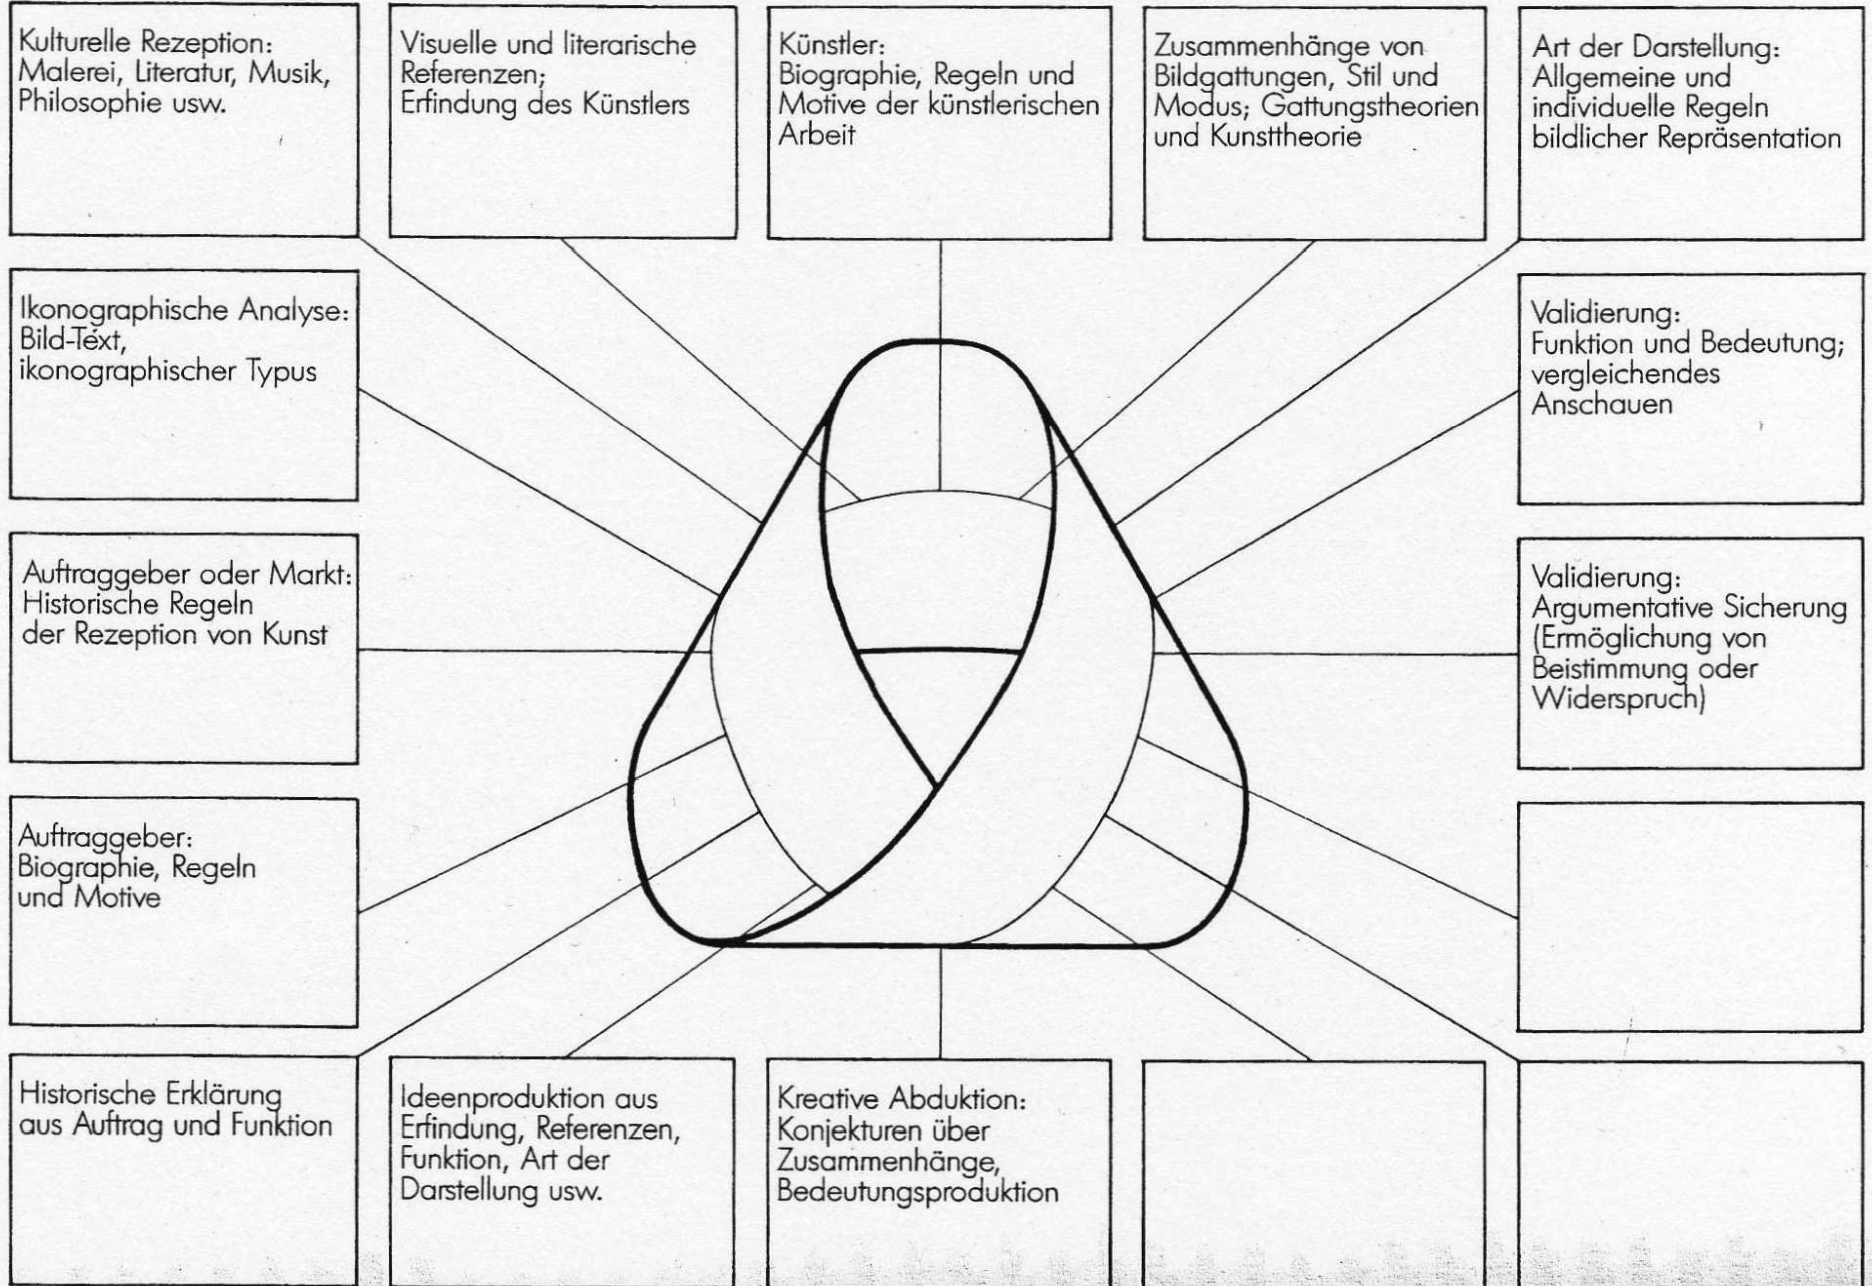 Kulturelle Rezeption:
Malerei, Literatur, Musik,
Philosophie usw.
Visuelle und literarische
Referenzen;
Erfindung des Künstlers
Künstler:
Biographie, Regeln und
Motive der künstlerischen
Arbeit
Zusammenhänge von
Bildgattungen, Stil und
Modus; Gattungstheorien
und Kunsttheorie
Art der Darstellung:
Allgemeine und
individuelle Regeln
bildlicher Repräsentation
Ikonographische Analyse:
Bild-Text,
ikonographischer Typus
Validierung:
Funktion und Bedeutung;
vergleichendes
Anschauen
Auftraggeber oder Markt:
Historische Regeln
der Rezeption von Kunst
Validierung:
Argumentative Sicherung
(Ermöglichung von
Beistimmung oder
Widerspruch)
Auftraggeber:
Biographie, Regeln
und Motive
Historische Erklärung
aus Auftrag und Funktion
Ideenproduktion aus
Erfindung, Referenzen,
Funktion, Art der
Darstellung usw.
Kreative Abduktion:
Konjekturen über
Zusammenhänge,
Bedeutungsproduktion